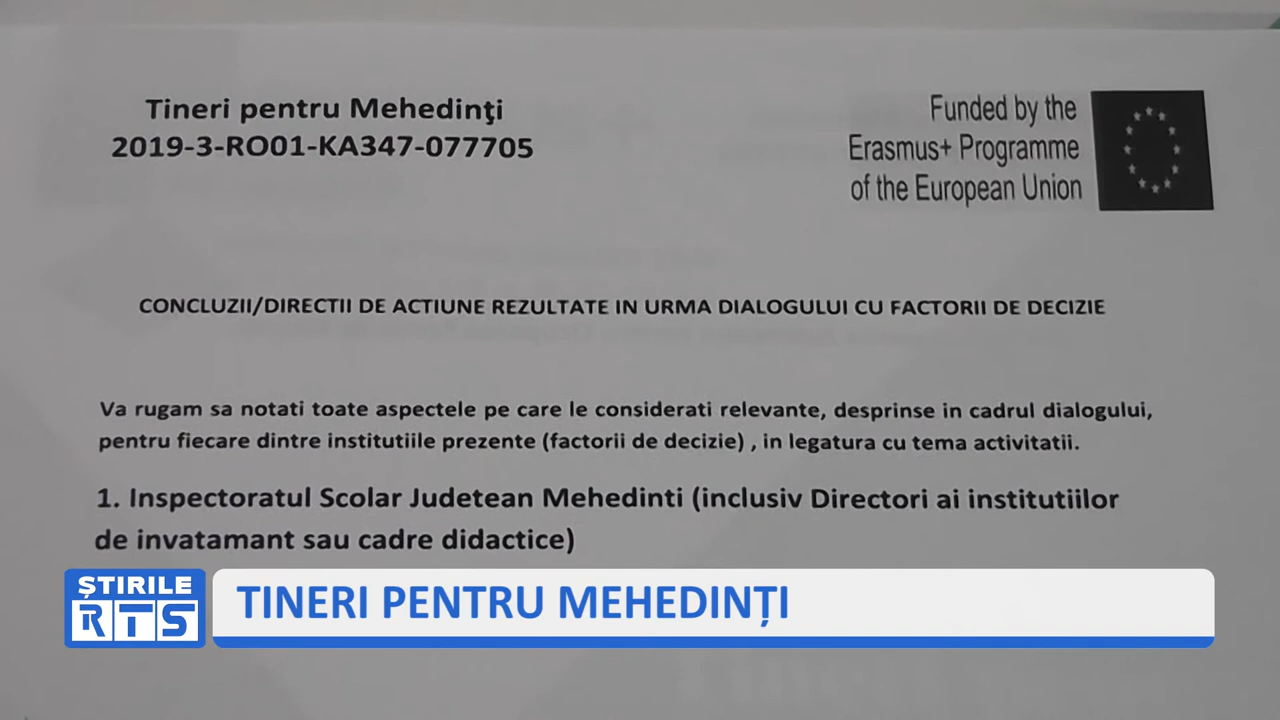 Tineri pentru Mehedinţi
2019-3-RO01-KA347-077705
Funded by the
Erasmus+ Programme
of the European Union
CONCLUZII/DIRECTII DE ACTIUNE REZULTATE IN URMA DIALOGULUI CU FACTORII DE DECIZIE
Va rugam sa notati toate aspectele pe care le considerati relevante, desprinse in cadrul dialogului,
pentru fiecare dintre institutiile prezente (factorii de decizie) , in legatura cu tema activitatii.
1. Inspectoratul Scolar Judetean Mehedinti (inclusiv Directori ai institutiilor
de invatamant sau cadre didactice)
ȘTIRILE
RTS
TINERI PENTRU MEHEDINȚI